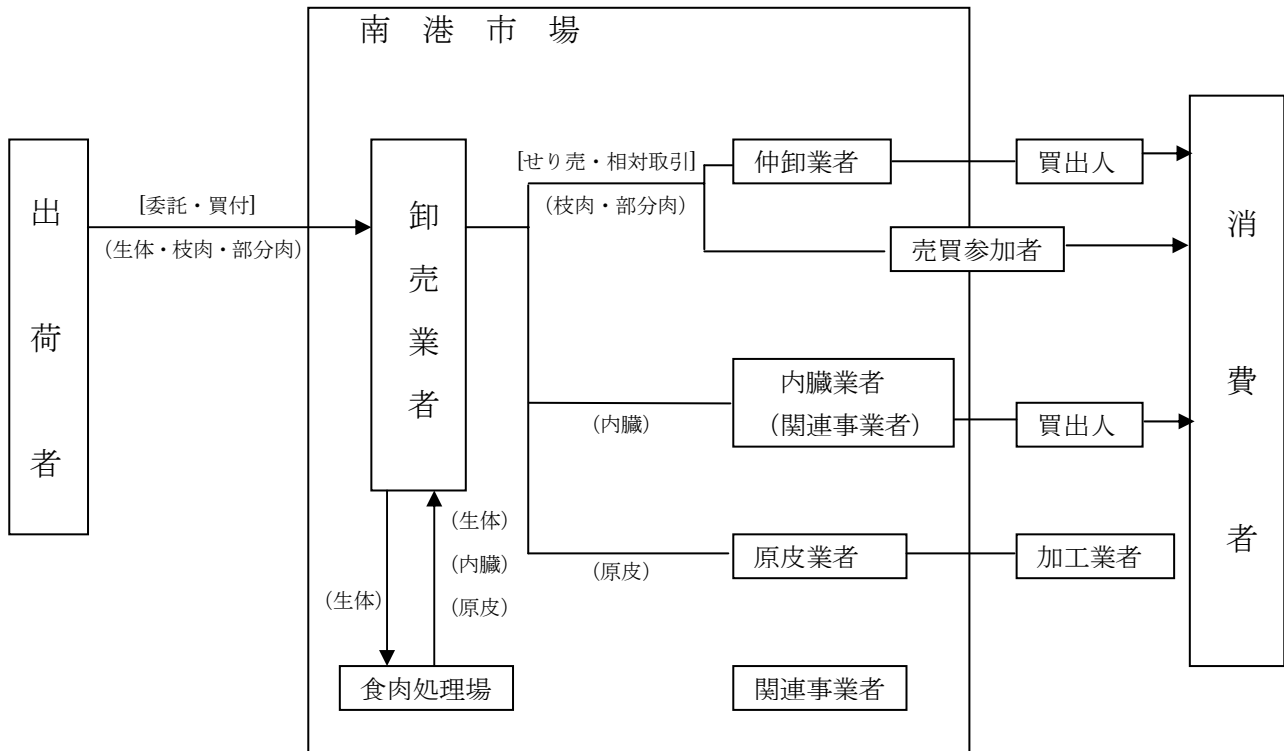 南港市場
出荷者
[委託・買付]
(生体・枝肉・部分肉)
卸売業者
[せり売・相対取引]
(枝肉・部分肉)
仲卸業者
買出人
売買参加者
消費者
(内臓)
内臓業者
(関連事業者)
買出人
(原皮)
原皮業者
加工業者
(生体)
(生体)
(内臓)
(原皮)
食肉処理場
関連事業者